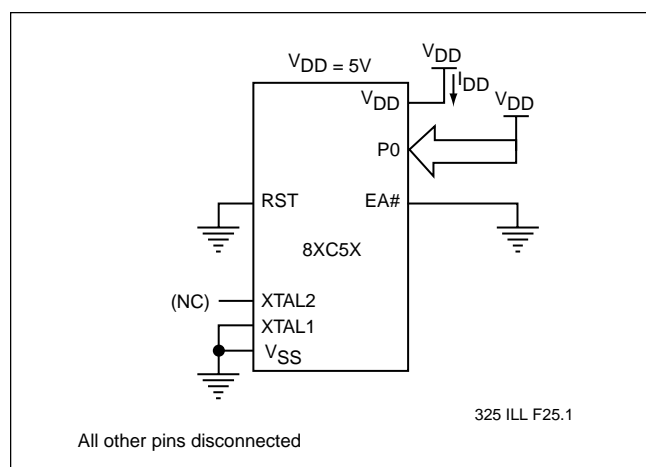 VDD = 5V
VDD
IDD
VDD
VDD
P0
RST
EA#
8XC5X
(NC)
XTAL2
XTAL1
VSS
325 ILL F25.1
All other pins disconnected